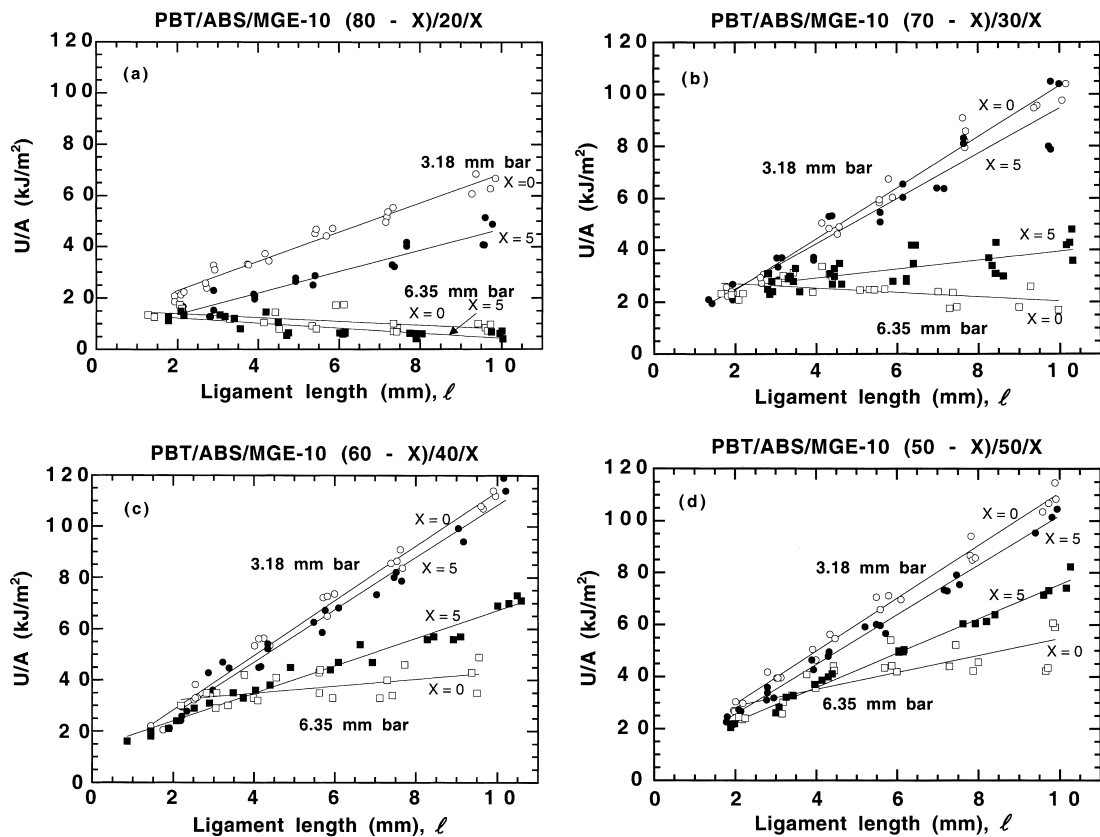 PBT/ABS/MGE-10 (80 - X)/20/X
120
100
80
60
40
20
0
U/A (kJ/m²)
(a)
3.18 mm bar
X=0
X = 5
6.35 mm bar
X = 0
X = 5
0 2 4 6 8 10
Ligament length (mm), ℓ
PBT/ABS/MGE-10 (70 - X)/30/X
120
100
80
60
40
20
0
U/A (kJ/m²)
(b)
X = 0
3.18 mm bar
X = 5
X = 5
X = 0
6.35 mm bar
0 2 4 6 8 10
Ligament length (mm), ℓ
PBT/ABS/MGE-10 (60 - X)/40/X
120
100
80
60
40
20
0
U/A (kJ/m²)
(c)
X = 0
3.18 mm bar
X = 5
X = 5
X = 0
6.35 mm bar
0 2 4 6 8 10
Ligament length (mm), ℓ
PBT/ABS/MGE-10 (50 - X)/50/X
120
100
80
60
40
20
0
U/A (kJ/m²)
(d)
X = 0
3.18 mm bar
X = 5
X = 5
X = 0
6.35 mm bar
0 2 4 6 8 10
Ligament length (mm), ℓ